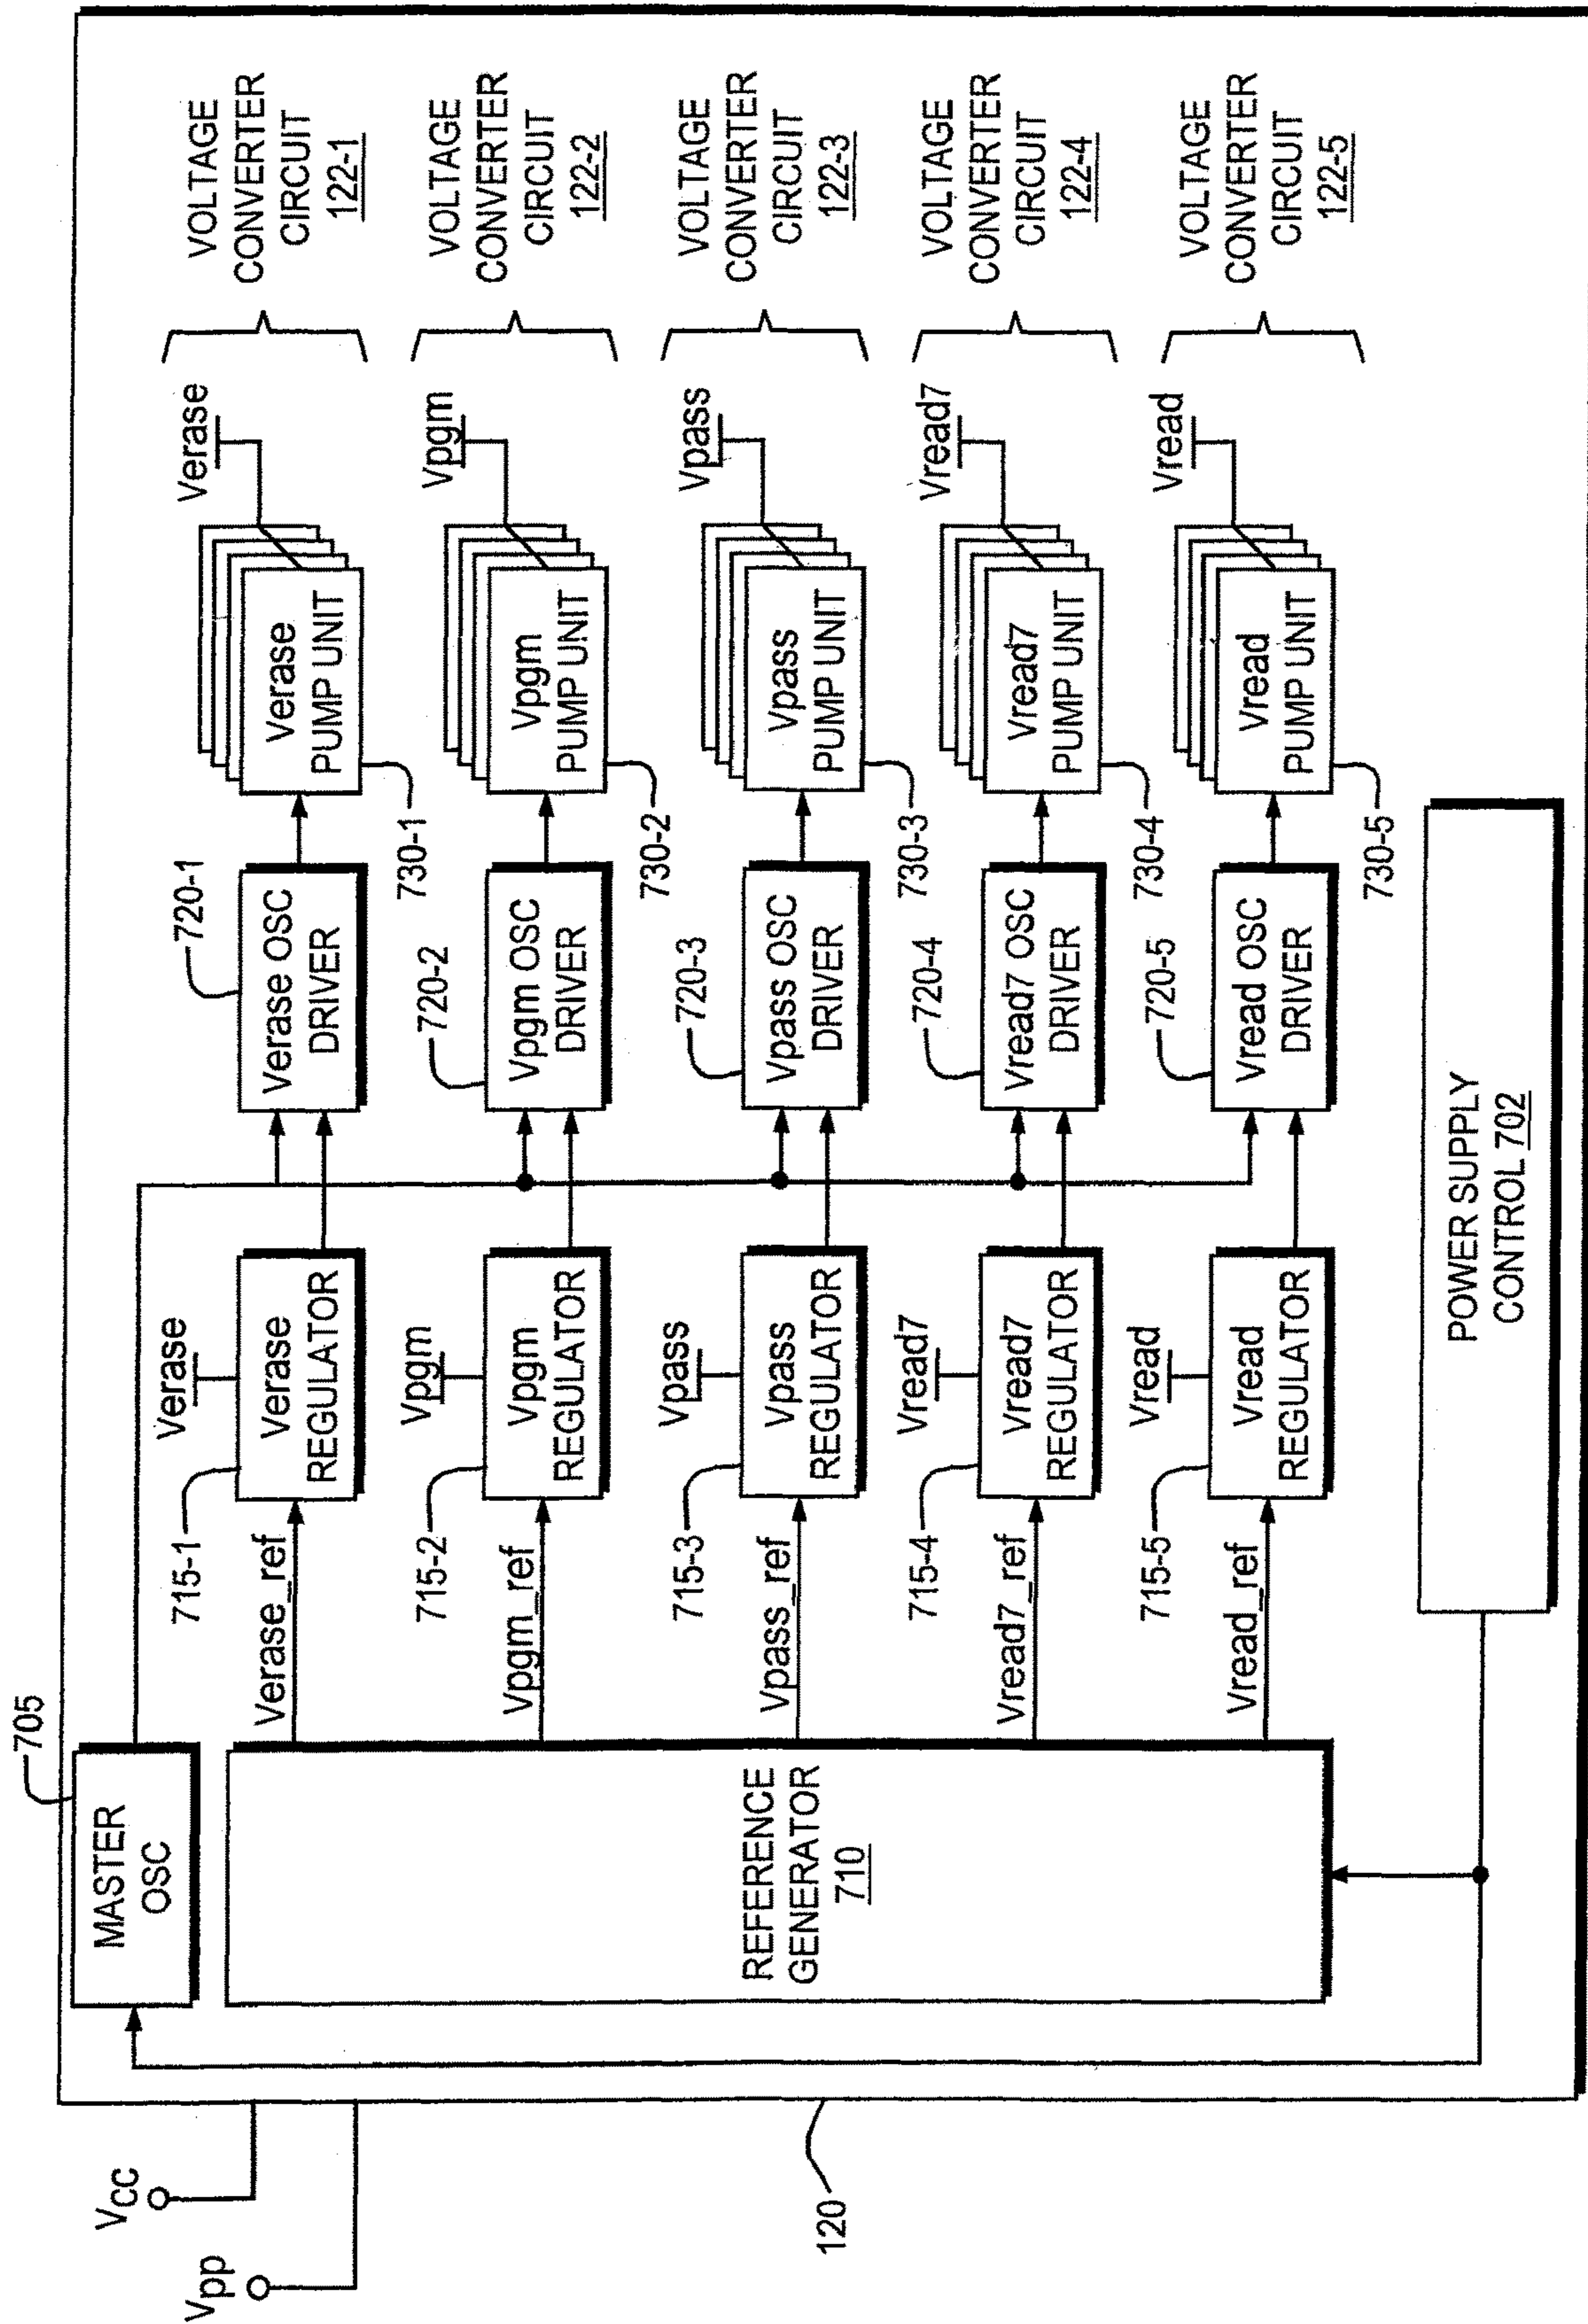 705
MASTER
OSC
Vcc
Vpp
120
REFERENCE
GENERATOR
710
Verase_ref
715-1
Verase
Verase
REGULATOR
720-1
Verase OSC
DRIVER
730-1
Verase
PUMP UNIT
Verase
VOLTAGE
CONVERTER
CIRCUIT
122-1
Vpgm_ref
715-2
Vpgm
Vpgm
REGULATOR
720-2
Vpgm OSC
DRIVER
730-2
Vpgm
PUMP UNIT
Vpgm
VOLTAGE
CONVERTER
CIRCUIT
122-2
Vpass_ref
715-3
Vpass
Vpass
REGULATOR
720-3
Vpass OSC
DRIVER
730-3
Vpass
PUMP UNIT
Vpass
VOLTAGE
CONVERTER
CIRCUIT
122-3
Vread7_ref
715-4
Vread7
Vread7
REGULATOR
720-4
Vread7 OSC
DRIVER
730-4
Vread7
PUMP UNIT
Vread7
VOLTAGE
CONVERTER
CIRCUIT
122-4
Vread_ref
715-5
Vread
Vread
REGULATOR
720-5
Vread OSC
DRIVER
730-5
Vread
PUMP UNIT
Vread
VOLTAGE
CONVERTER
CIRCUIT
122-5
POWER SUPPLY
CONTROL 702